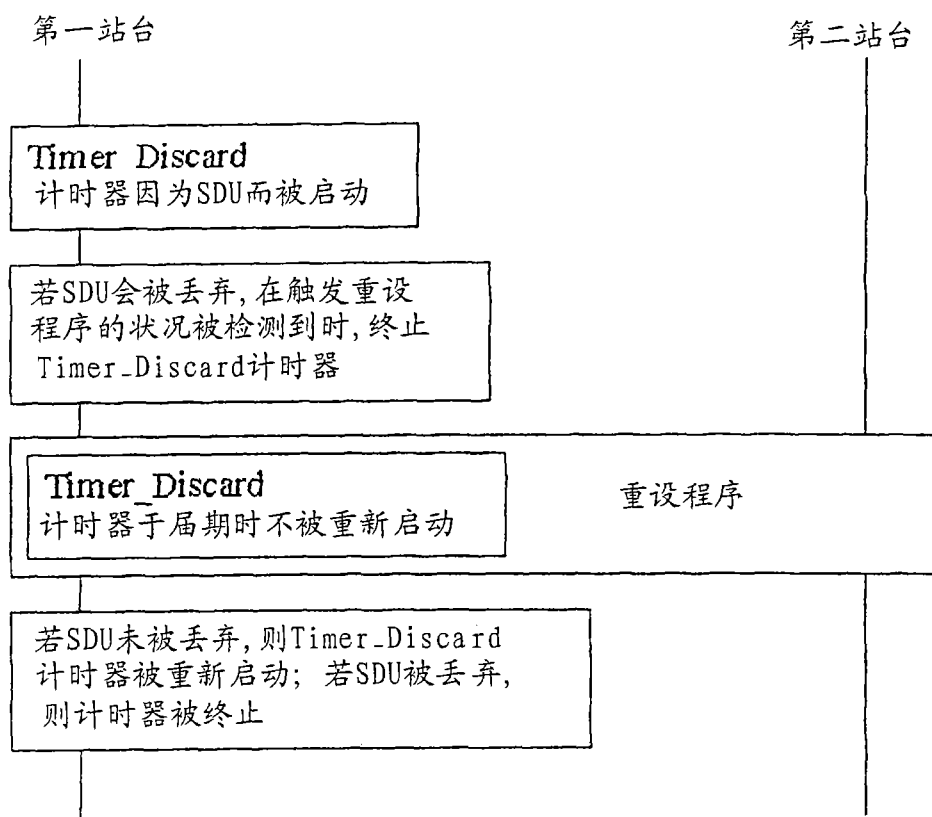 第一站台
第二站台
Timer Discard
计时器因为SDU而被启动
若SDU会被丢弃,在触发重设
程序的状况被检测到时,终止
Timer_Discard计时器
Timer_Discard
计时器于届期时不被重新启动
重设程序
若SDU未被丢弃,则Timer_Discard
计时器被重新启动; 若SDU被丢弃,
则计时器被终止